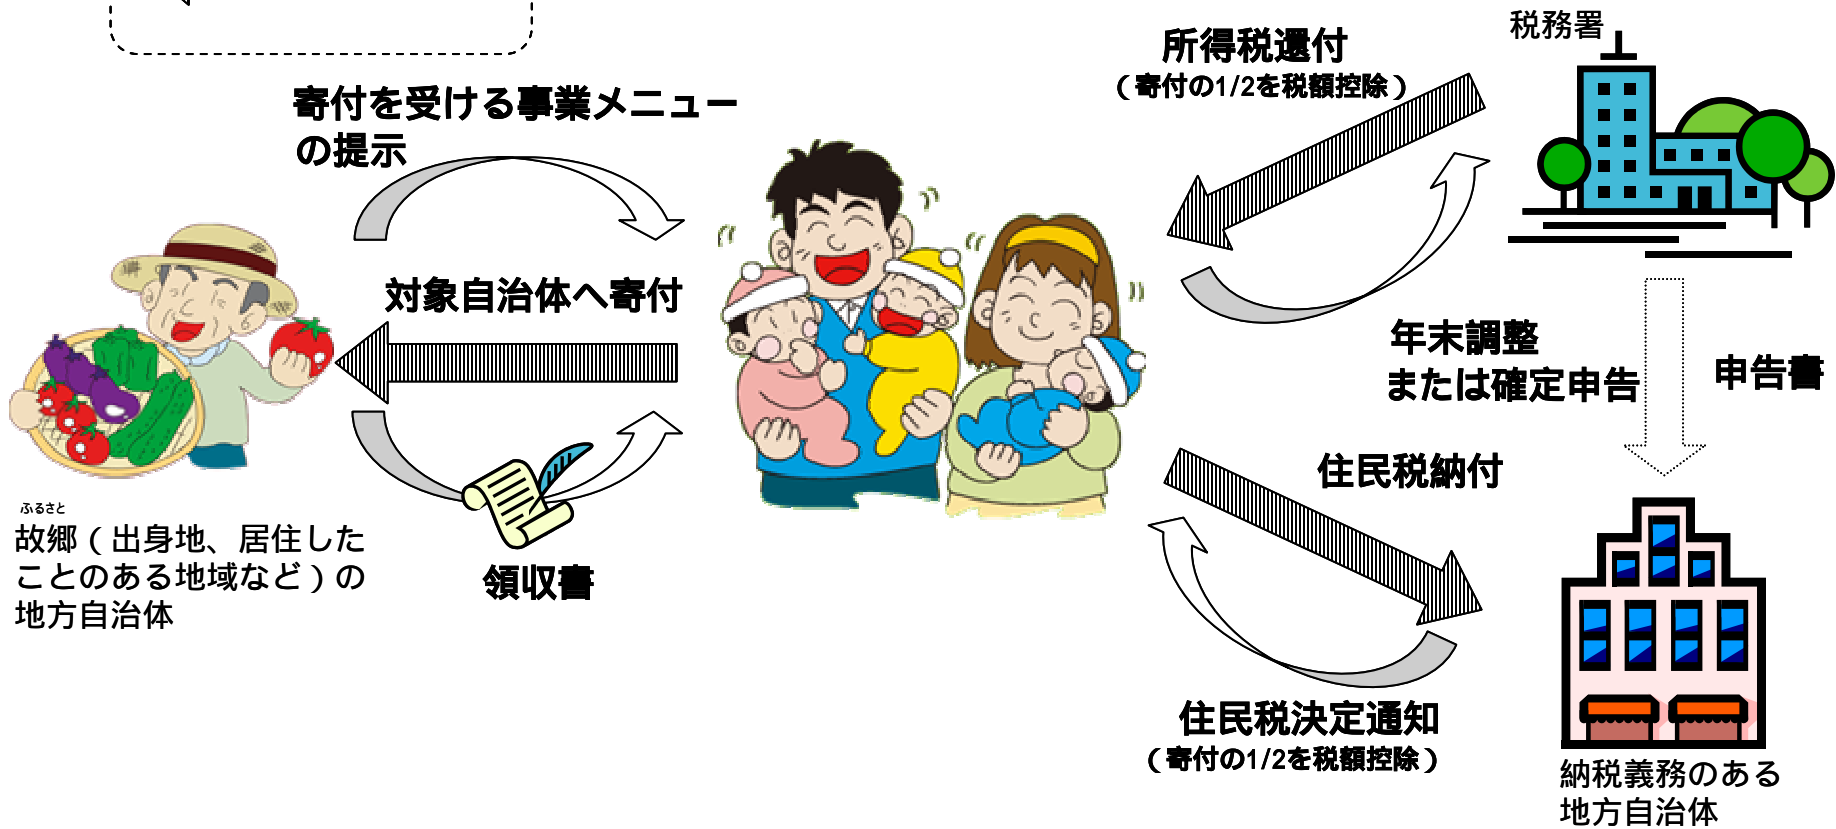 税務署
所得税還付
（寄付の1/2を税額控除）
寄付を受ける事業メニュー
の提示
対象自治体へ寄付
年末調整
または確定申告
申告書
住民税納付
ふるさと
故郷（出身地、居住した
ことのある地域など）の
地方自治体
領収書
住民税決定通知
（寄付の1/2を税額控除）
納税義務のある
地方自治体